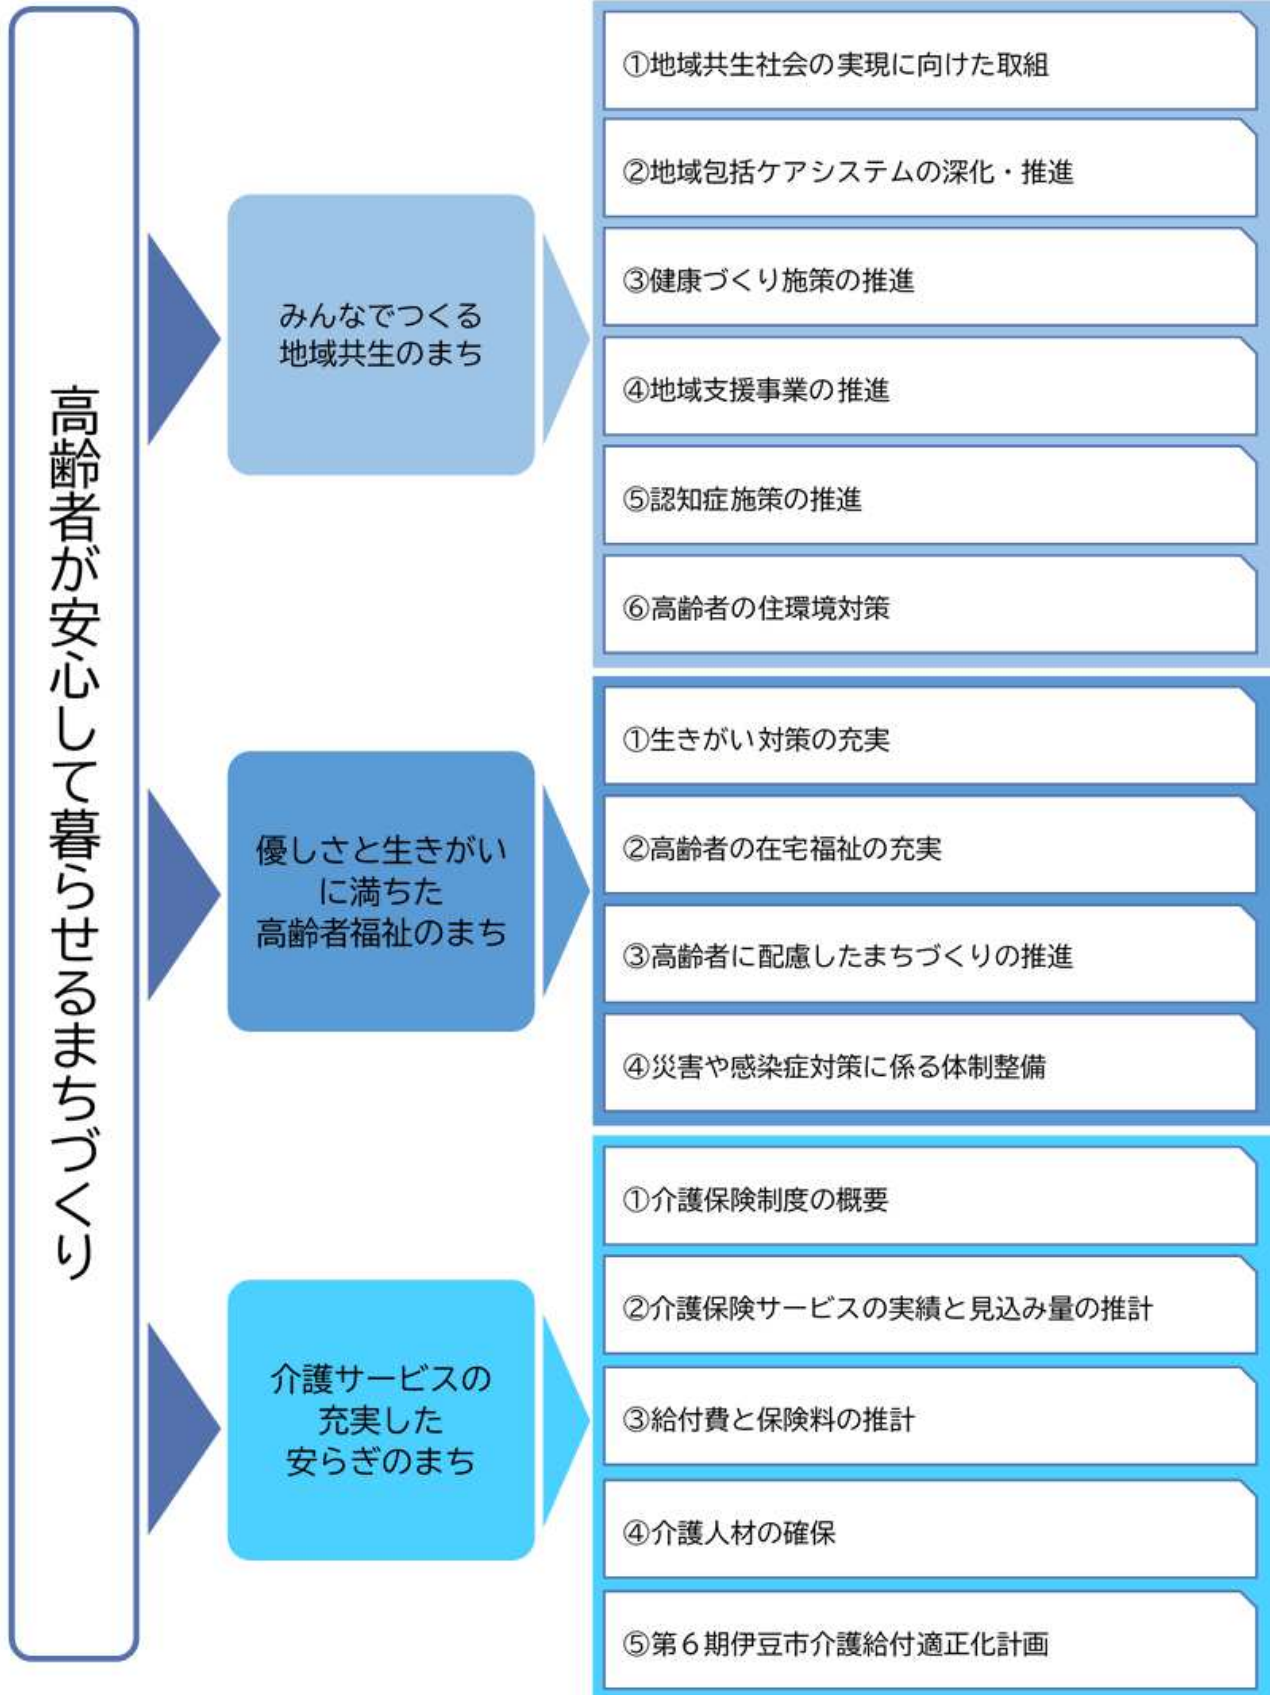 高齢者が安心して暮らせるまちづくり
みんなでつくる
地域共生のまち
①地域共生社会の実現に向けた取組
②地域包括ケアシステムの深化・推進
③健康づくり施策の推進
④地域支援事業の推進
⑤認知症施策の推進
⑥高齢者の住環境対策
優しさと生きがい
に満ちた
高齢者福祉のまち
①生きがい対策の充実
②高齢者の在宅福祉の充実
③高齢者に配慮したまちづくりの推進
④災害や感染症対策に係る体制整備
介護サービスの
充実した
安らぎのまち
①介護保険制度の概要
②介護保険サービスの実績と見込み量の推計
③給付費と保険料の推計
④介護人材の確保
⑤第６期伊豆市介護給付適正化計画